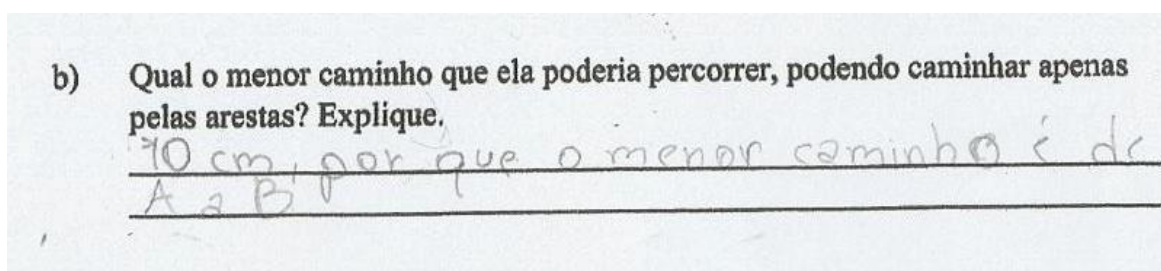 b) Qual o menor caminho que ela poderia percorrer, podendo caminhar apenas
pelas arestas? Explique.
70 cm, por que o menor caminho é de
A a B